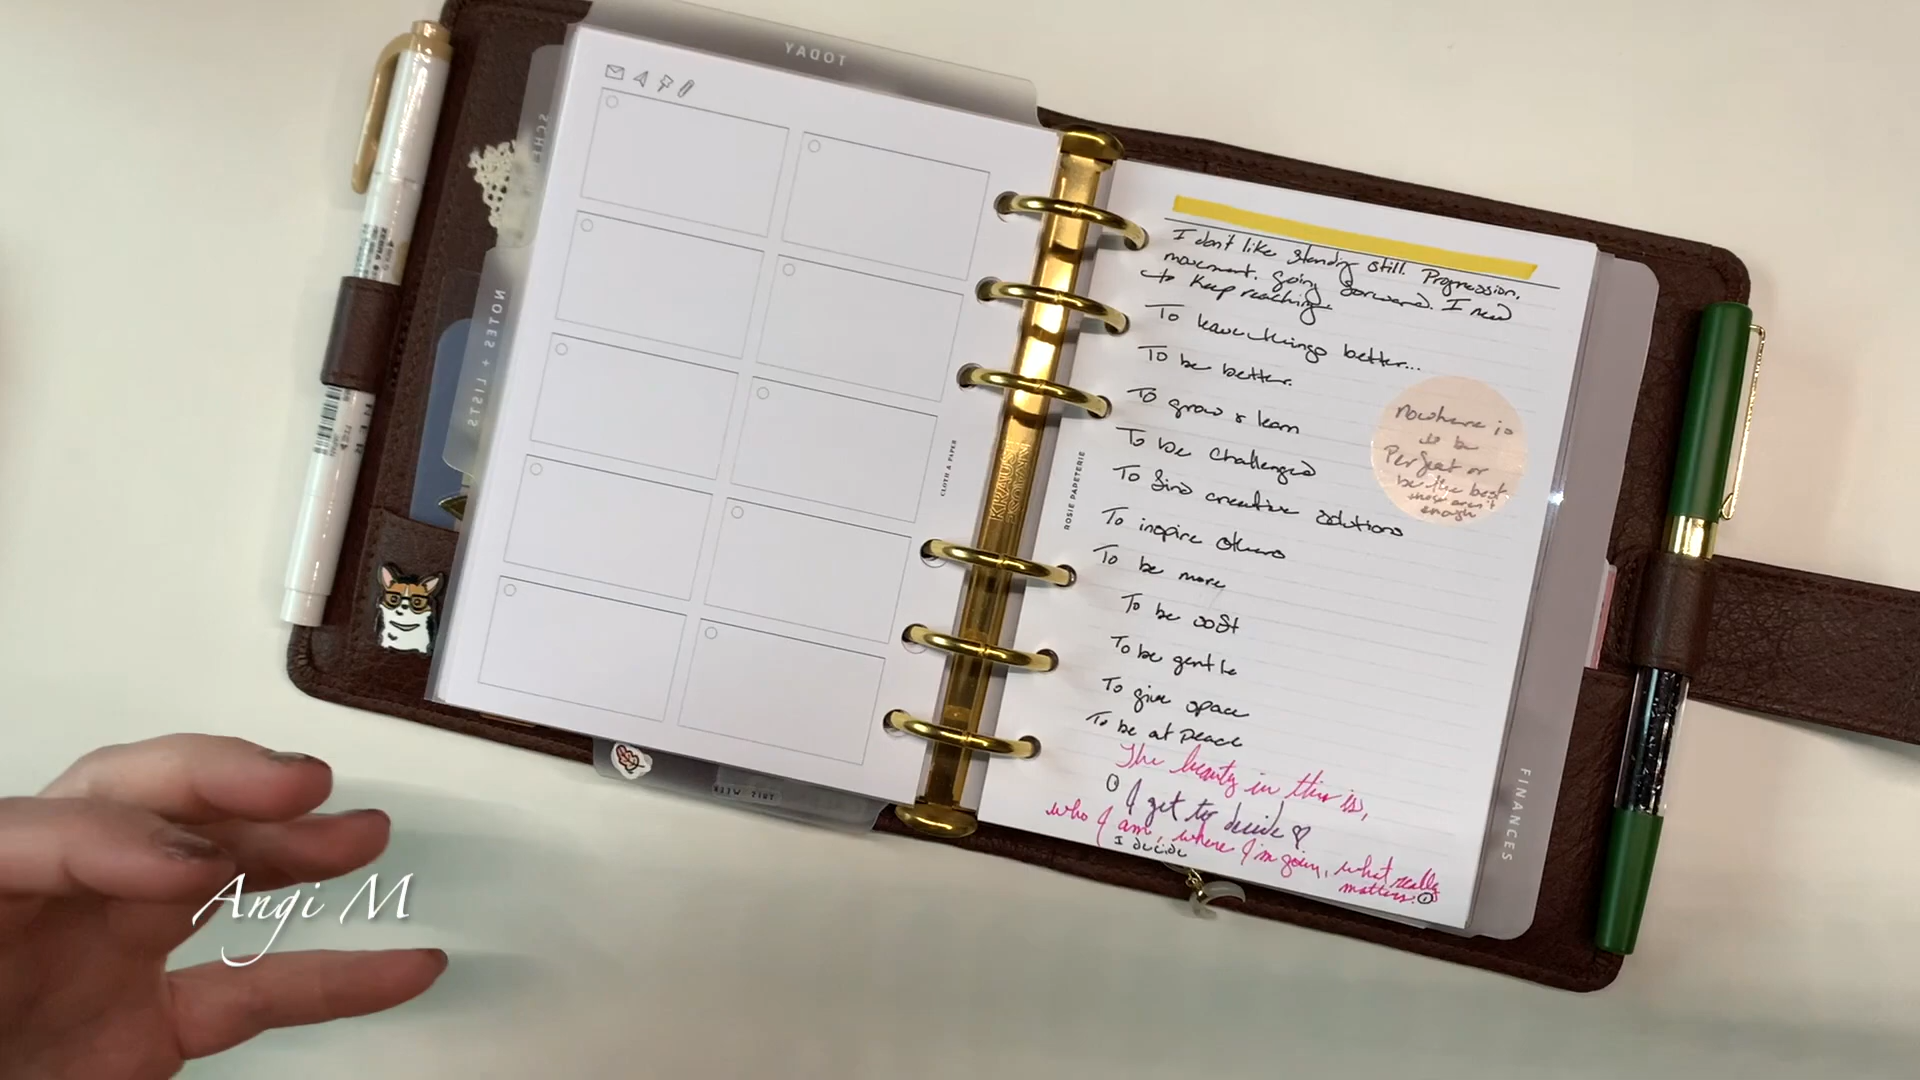 TODAY
NOTES + LISTS
CLOTH & PAPER
KRAUSE
ROSIE PAPETERIE
I don't like standing still. Progression.
movement. going forward. I need
to keep reaching.
To leave things better...
To be better.
To grow & learn
To be challenged
To find creative solutions
To inspire others
To be more
To be soft
To be gentle
To give space
To be at peace
Nowhere is
to be
Perfect or
be the best
those aren't
enough
The beauty in this is,
I get to decide
who I am, where I'm going, what really
matters.
I decide
FINANCES
Angi M